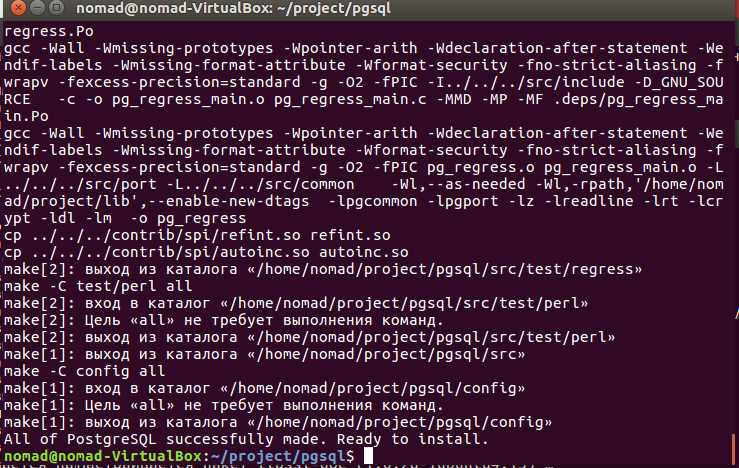 nomad@nomad-VirtualBox: ~/project/pgsql
regress.Po
gcc -Wall -Wmissing-prototypes -Wpointer-arith -Wdeclaration-after-statement -We
ndif-labels -Wmissing-format-attribute -Wformat-security -fno-strict-aliasing -f
wrapv -fexcess-precision=standard -g -O2 -fPIC -I../../../src/include -D_GNU_SOU
RCE   -c -o pg_regress_main.o pg_regress_main.c -MMD -MP -MF .deps/pg_regress_ma
in.Po
gcc -Wall -Wmissing-prototypes -Wpointer-arith -Wdeclaration-after-statement -We
ndif-labels -Wmissing-format-attribute -Wformat-security -fno-strict-aliasing -f
wrapv -fexcess-precision=standard -g -O2 -fPIC pg_regress.o pg_regress_main.o -L
../../../src/port -L../../../src/common    -Wl,--as-needed -Wl,-rpath,'/home/nom
ad/project/lib',--enable-new-dtags  -lpgcommon -lpgport -lz -lreadline -lrt -lcr
ypt -ldl -lm  -o pg_regress
cp ../../../contrib/spi/refint.so refint.so
cp ../../../contrib/spi/autoinc.so autoinc.so
make[2]: выход из каталога «/home/nomad/project/pgsql/src/test/regress»
make -C test/perl all
make[2]: вход в каталог «/home/nomad/project/pgsql/src/test/perl»
make[2]: Цель «all» не требует выполнения команд.
make[2]: выход из каталога «/home/nomad/project/pgsql/src/test/perl»
make[1]: выход из каталога «/home/nomad/project/pgsql/src»
make -C config all
make[1]: вход в каталог «/home/nomad/project/pgsql/config»
make[1]: Цель «all» не требует выполнения команд.
make[1]: выход из каталога «/home/nomad/project/pgsql/config»
All of PostgreSQL successfully made. Ready to install.
nomad@nomad-VirtualBox:~/project/pgsql$